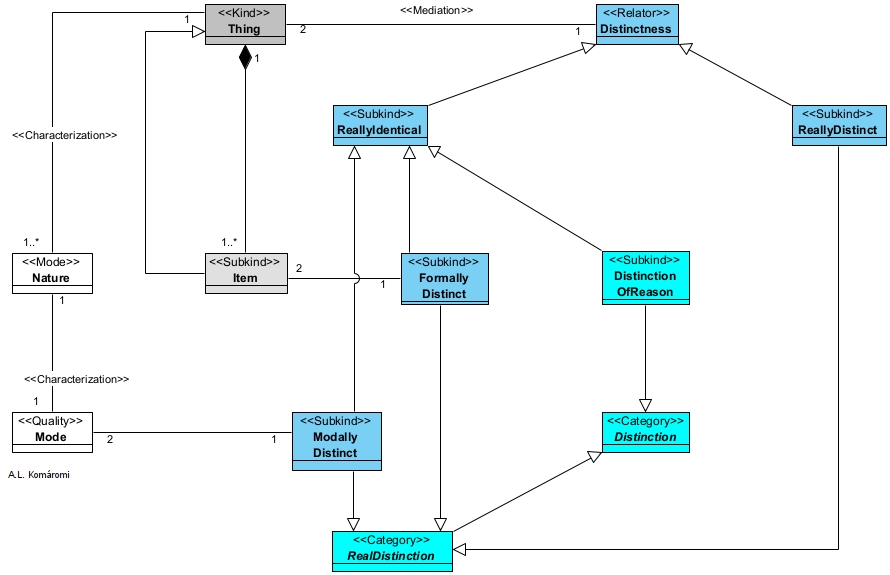 <<Mediation>>
<<Kind>>
Thing
1
1
2
1
<<Relator>>
Distinctness
<<Subkind>>
ReallyIdentical
<<Subkind>>
ReallyDistinct
<<Characterization>>
1..*
1..*
<<Mode>>
Nature
1
<<Subkind>>
Item
2
1
<<Subkind>>
Formally
Distinct
<<Subkind>>
Distinction
OfReason
<<Characterization>>
1
<<Quality>>
Mode
2
1
<<Subkind>>
Modally
Distinct
<<Category>>
Distinction
A.L. Komáromi
<<Category>>
RealDistinction